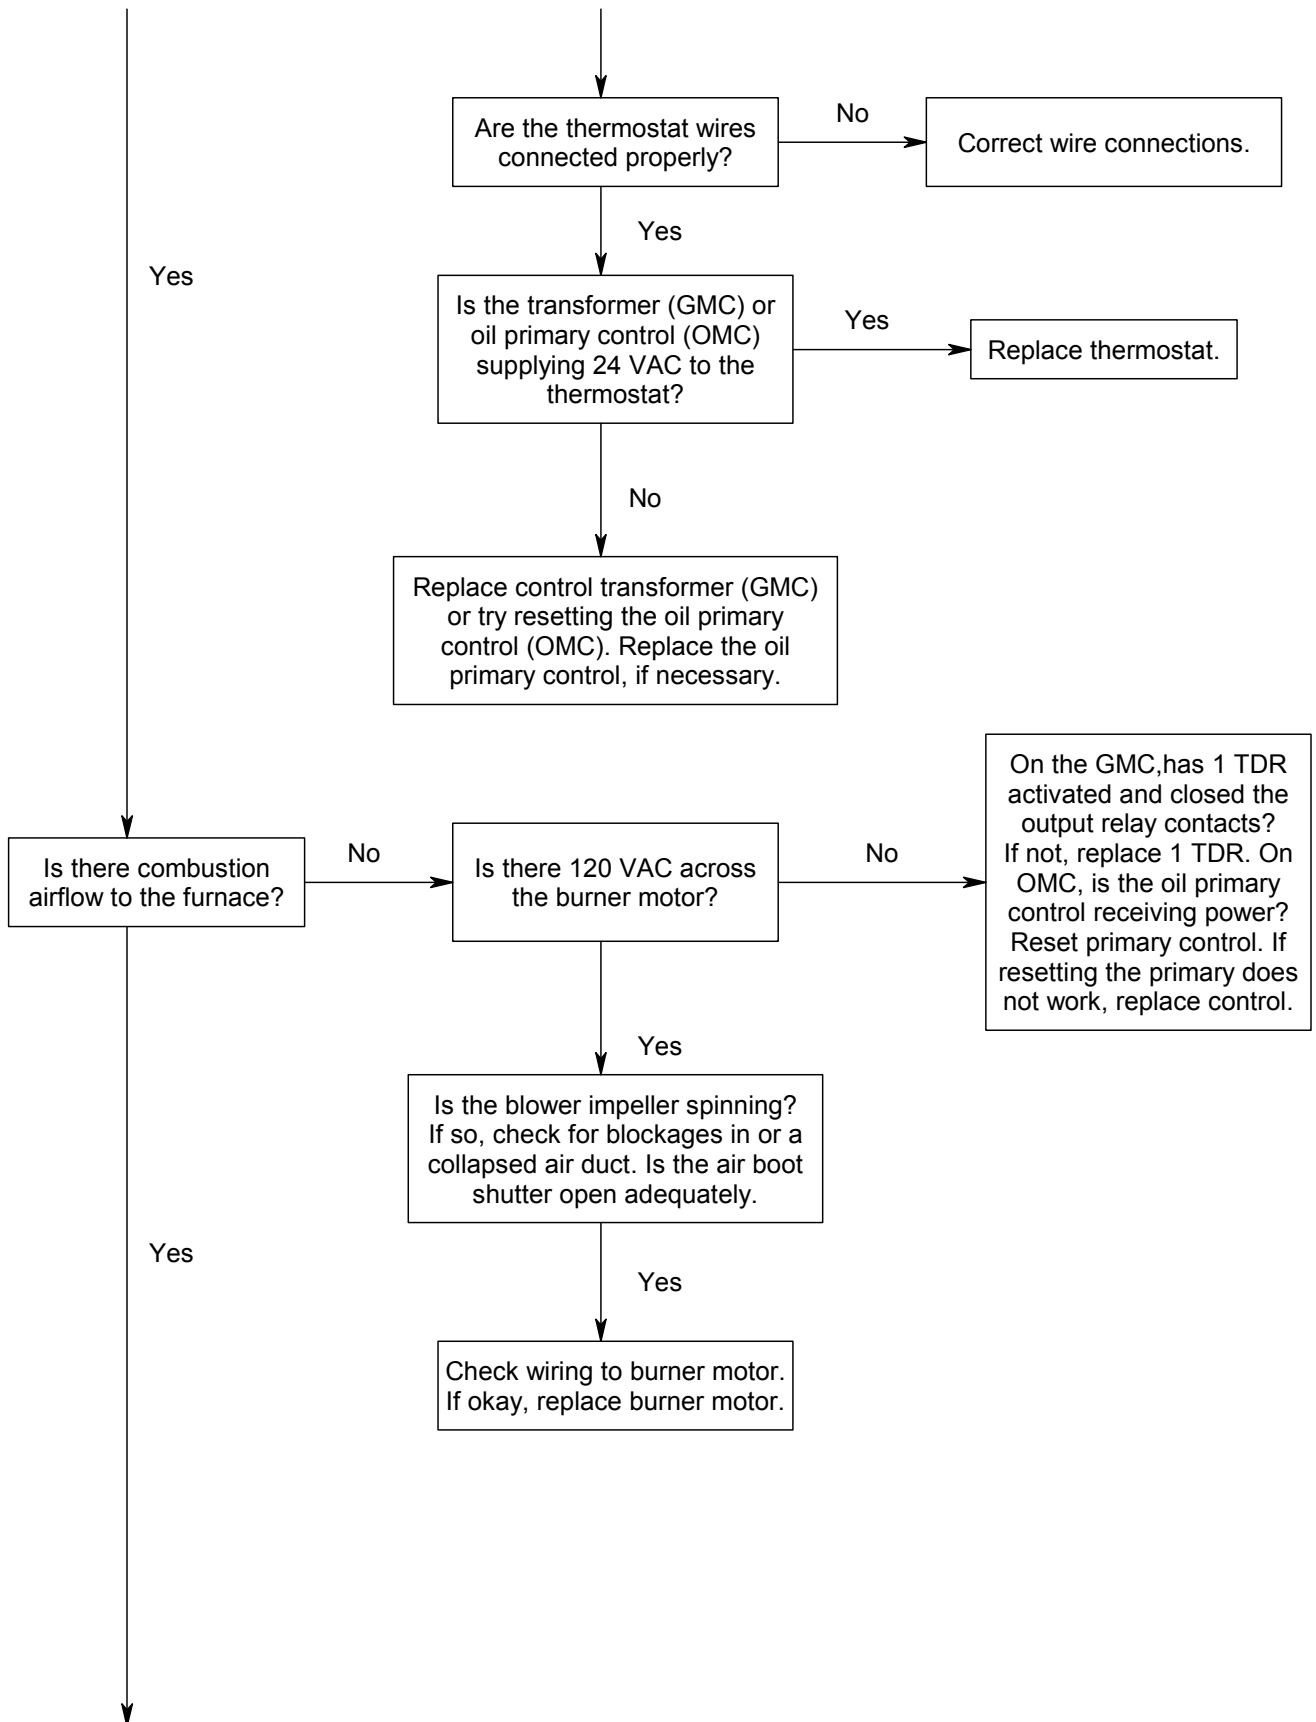 Are the thermostat wires
connected properly?
No
Correct wire connections.
Yes
Yes
Is the transformer (GMC) or
oil primary control (OMC)
supplying 24 VAC to the
thermostat?
Yes
Replace thermostat.
No
Replace control transformer (GMC)
or try resetting the oil primary
control (OMC). Replace the oil
primary control, if necessary.
Is there combustion
airflow to the furnace?
No
Is there 120 VAC across
the burner motor?
No
On the GMC,has 1 TDR
activated and closed the
output relay contacts?
If not, replace 1 TDR. On
OMC, is the oil primary
control receiving power?
Reset primary control. If
resetting the primary does
not work, replace control.
Yes
Is the blower impeller spinning?
If so, check for blockages in or a
collapsed air duct. Is the air boot
shutter open adequately.
Yes
Yes
Check wiring to burner motor.
If okay, replace burner motor.